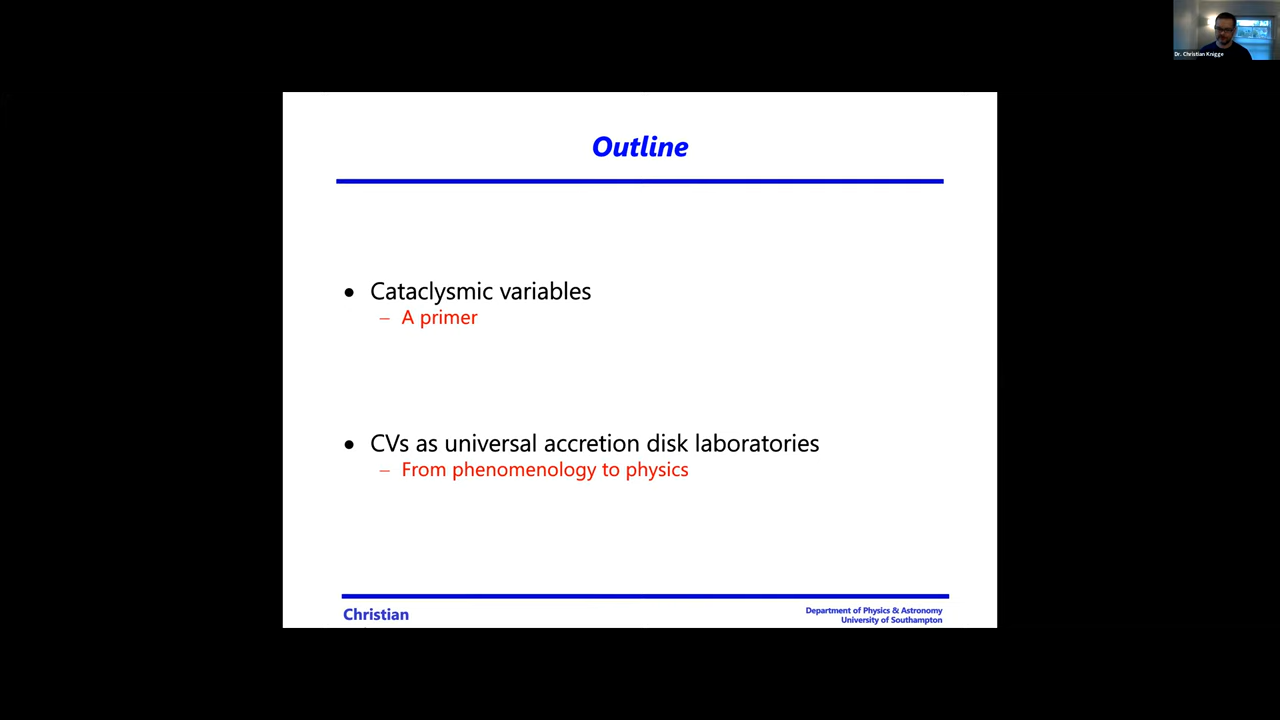 Dr. Christian Knigge
Outline
• Cataclysmic variables
– A primer
• CVs as universal accretion disk laboratories
– From phenomenology to physics
Christian
Department of Physics & Astronomy
University of Southampton